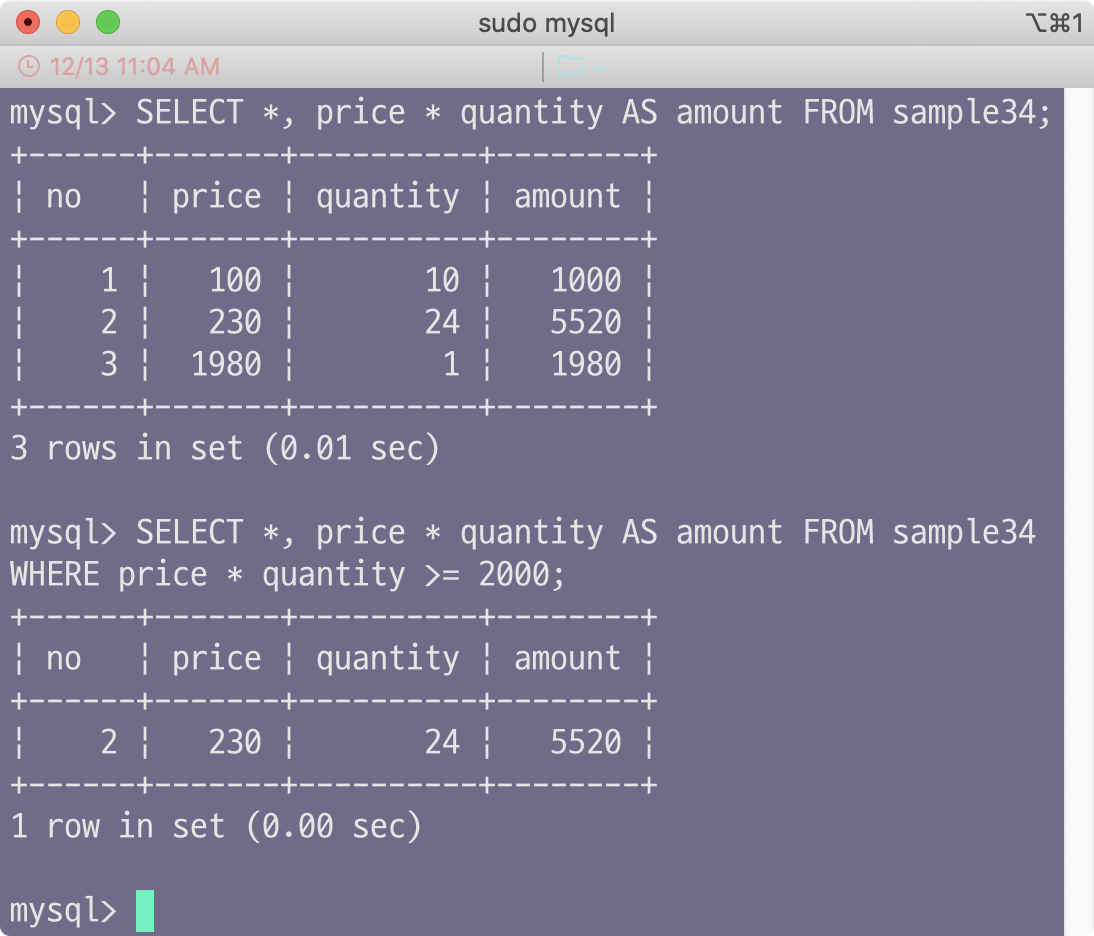 sudo mysql
⌥⌘1
12/13 11:04 AM
~
mysql> SELECT *, price * quantity AS amount FROM sample34;
+------+-------+----------+--------+
| no   | price | quantity | amount |
+------+-------+----------+--------+
|    1 |   100 |       10 |   1000 |
|    2 |   230 |       24 |   5520 |
|    3 |  1980 |        1 |   1980 |
+------+-------+----------+--------+
3 rows in set (0.01 sec)
mysql> SELECT *, price * quantity AS amount FROM sample34
WHERE price * quantity >= 2000;
+------+-------+----------+--------+
| no   | price | quantity | amount |
+------+-------+----------+--------+
|    2 |   230 |       24 |   5520 |
+------+-------+----------+--------+
1 row in set (0.00 sec)
mysql>